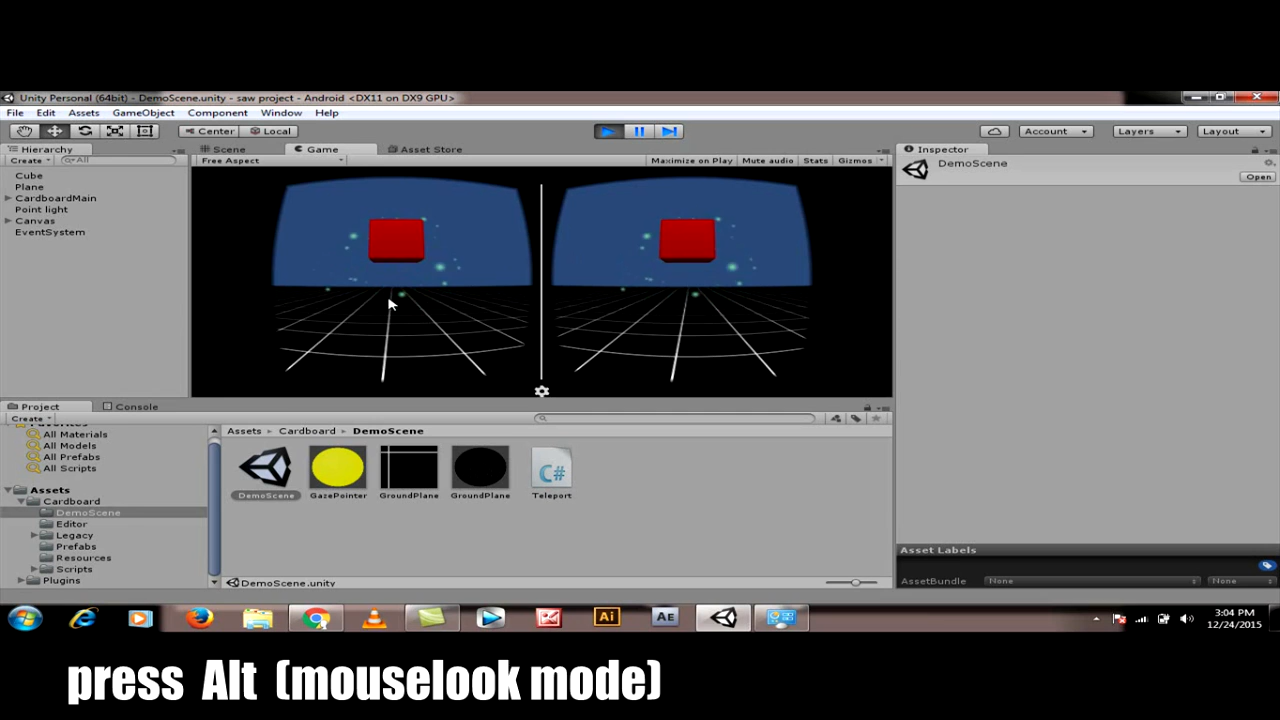 Unity Personal (64bit) - DemoScene.unity - saw project - Android <DX11 on DX9 GPU>
File Edit Assets GameObject Component Window Help
Center Local Account Layers Layout
Hierarchy Scene Game Asset Store Inspector
Create All Free Aspect Maximize on Play Mute audio Stats Gizmos DemoScene
Open
Cube
Plane
CardboardMain
Point light
Canvas
EventSystem
Project Console
Create
Favorites
All Materials
All Models
All Prefabs
All Scripts
Assets
Cardboard
DemoScene
Editor
Legacy
Prefabs
Resources
Scripts
Plugins
Assets Cardboard DemoScene
DemoScene GazePointer GroundPlane GroundPlane Teleport
C#
DemoScene.unity
Asset Labels
AssetBundle None None
Ai AE 3:04 PM
12/24/2015
press Alt (mouselook mode)